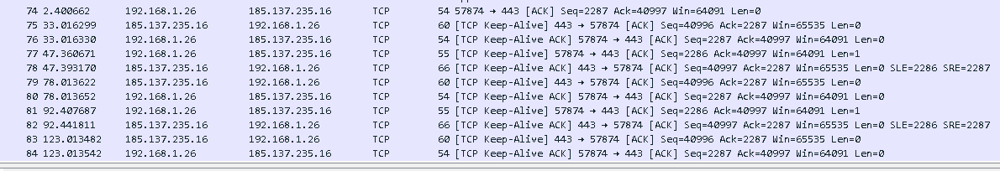 74 2.400662 192.168.1.26 185.137.235.16 TCP 54 57874 → 443 [ACK] Seq=2287 Ack=40997 Win=64091 Len=0
75 33.016299 185.137.235.16 192.168.1.26 TCP 60 [TCP Keep-Alive] 443 → 57874 [ACK] Seq=40996 Ack=2287 Win=65535 Len=0
76 33.016330 192.168.1.26 185.137.235.16 TCP 54 [TCP Keep-Alive ACK] 57874 → 443 [ACK] Seq=2287 Ack=40997 Win=64091 Len=0
77 47.360671 192.168.1.26 185.137.235.16 TCP 55 [TCP Keep-Alive] 57874 → 443 [ACK] Seq=2286 Ack=40997 Win=64091 Len=1
78 47.393170 185.137.235.16 192.168.1.26 TCP 66 [TCP Keep-Alive ACK] 443 → 57874 [ACK] Seq=40997 Ack=2287 Win=65535 Len=0 SLE=2286 SRE=2287
79 78.013622 185.137.235.16 192.168.1.26 TCP 60 [TCP Keep-Alive] 443 → 57874 [ACK] Seq=40996 Ack=2287 Win=65535 Len=0
80 78.013652 192.168.1.26 185.137.235.16 TCP 54 [TCP Keep-Alive ACK] 57874 → 443 [ACK] Seq=2287 Ack=40997 Win=64091 Len=0
81 92.407687 192.168.1.26 185.137.235.16 TCP 55 [TCP Keep-Alive] 57874 → 443 [ACK] Seq=2286 Ack=40997 Win=64091 Len=1
82 92.441811 185.137.235.16 192.168.1.26 TCP 66 [TCP Keep-Alive ACK] 443 → 57874 [ACK] Seq=40997 Ack=2287 Win=65535 Len=0 SLE=2286 SRE=2287
83 123.013482 185.137.235.16 192.168.1.26 TCP 60 [TCP Keep-Alive] 443 → 57874 [ACK] Seq=40996 Ack=2287 Win=65535 Len=0
84 123.013542 192.168.1.26 185.137.235.16 TCP 54 [TCP Keep-Alive ACK] 57874 → 443 [ACK] Seq=2287 Ack=40997 Win=64091 Len=0